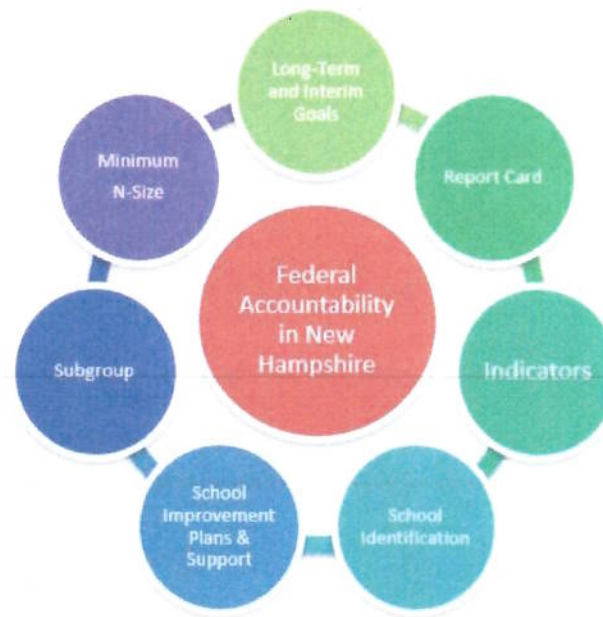 Long-Term
and Interim
Goals
Report Card
Indicators
School
Identification
School
Improvement
Plans &
Support
Subgroup
Minimum
N-Size
Federal
Accountability
in New
Hampshire